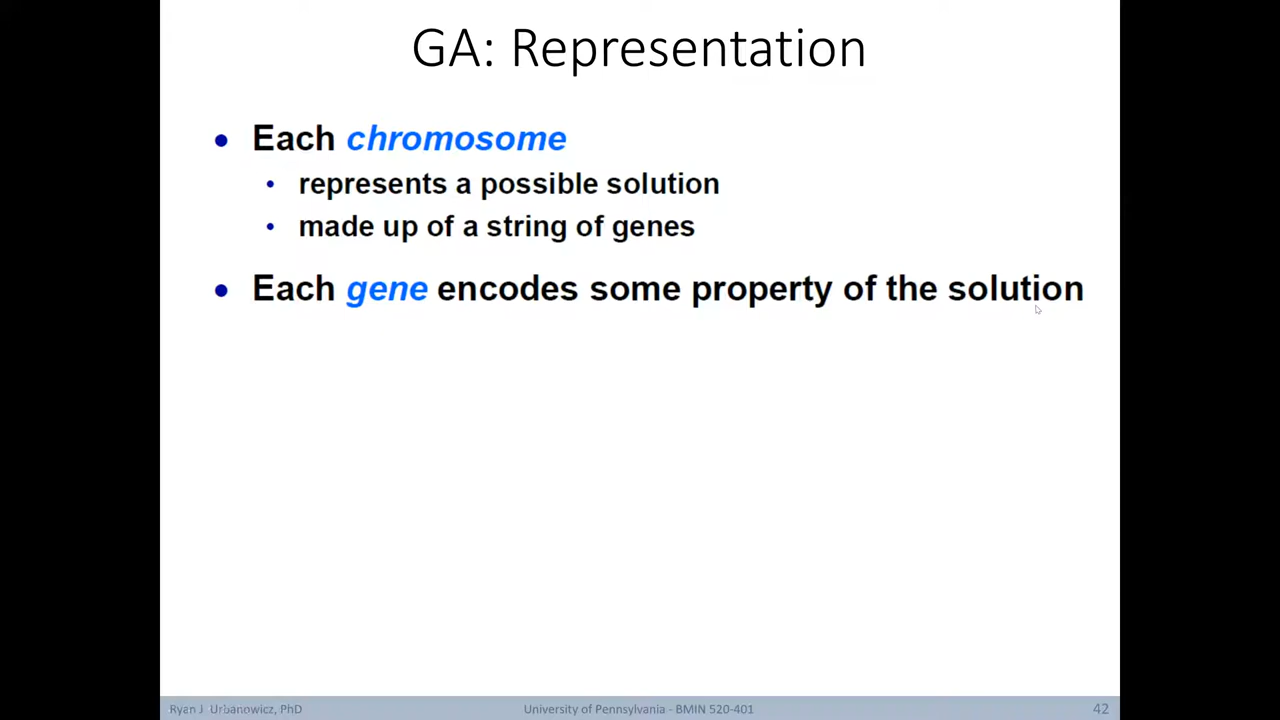 GA: Representation
• Each chromosome
• represents a possible solution
• made up of a string of genes
• Each gene encodes some property of the solution
Ryan J. Urbanowicz, PhD
University of Pennsylvania - BMIN 520-401
42